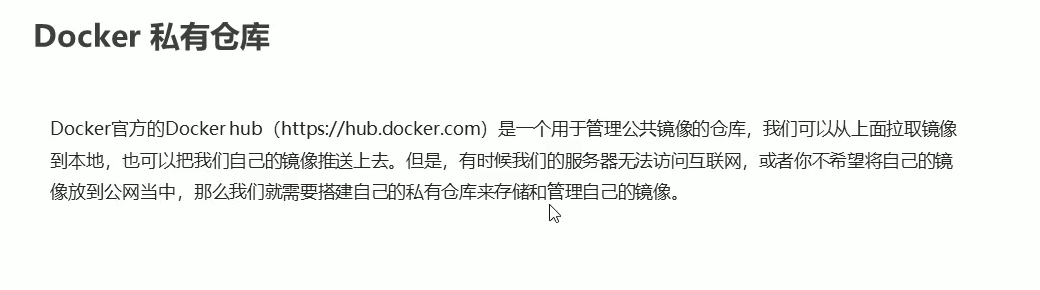 Docker 私有仓库
Docker官方的Docker hub（https://hub.docker.com）是一个用于管理公共镜像的仓库，我们可以从上面拉取镜像
到本地，也可以把我们自己的镜像推送上去。但是，有时候我们的服务器无法访问互联网，或者你不希望将自己的镜
像放到公网当中，那么我们就需要搭建自己的私有仓库来存储和管理自己的镜像。